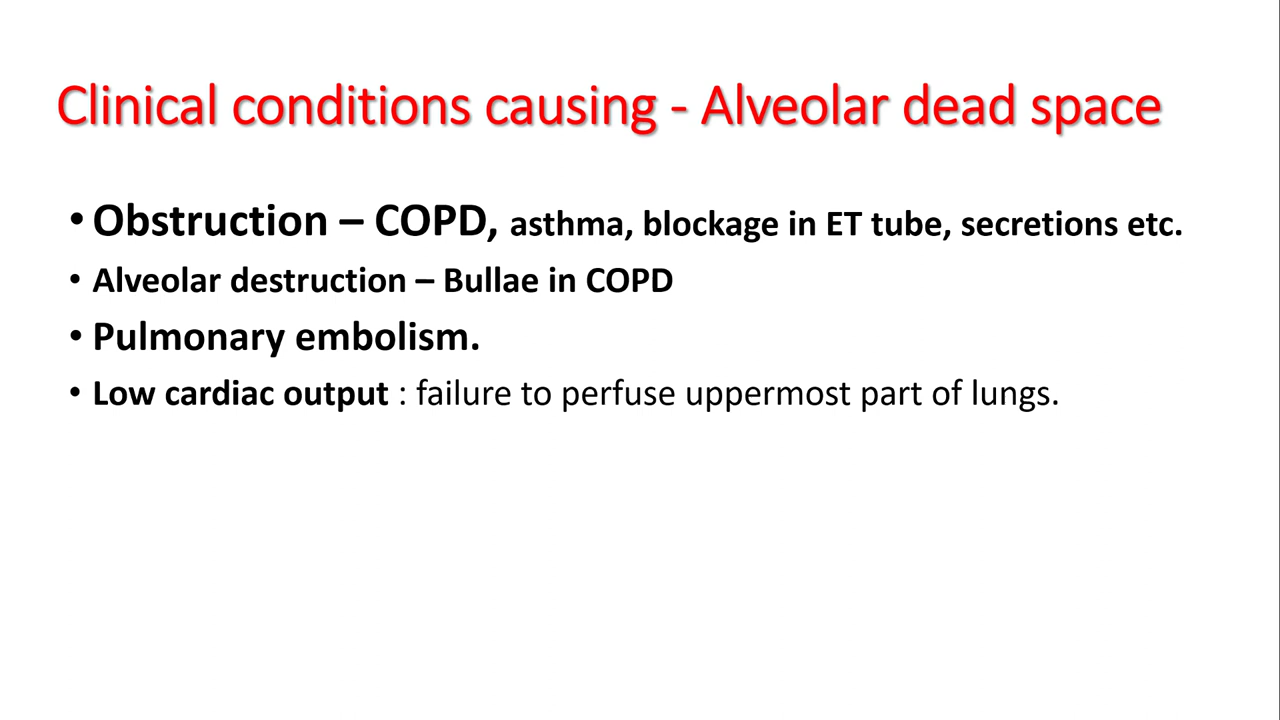 Clinical conditions causing - Alveolar dead space
• Obstruction – COPD, asthma, blockage in ET tube, secretions etc.
• Alveolar destruction – Bullae in COPD
• Pulmonary embolism.
• Low cardiac output : failure to perfuse uppermost part of lungs.